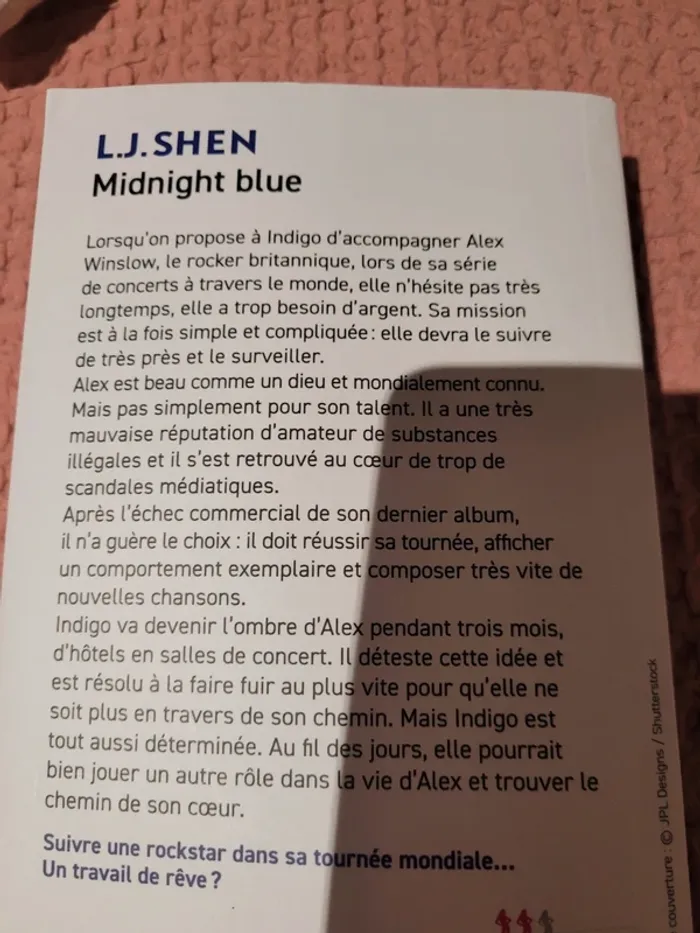 L.J. SHEN
Midnight blue
Lorsqu'on propose à Indigo d'accompagner Alex
Winslow, le rocker britannique, lors de sa série
de concerts à travers le monde, elle n'hésite pas très
longtemps, elle a trop besoin d'argent. Sa mission
est à la fois simple et compliquée : elle devra le suivre
de très près et le surveiller.
Alex est beau comme un dieu et mondialement connu.
Mais pas simplement pour son talent. Il a une très
mauvaise réputation d'amateur de substances
illégales et il s'est retrouvé au cœur de trop de
scandales médiatiques.
Après l'échec commercial de son dernier album,
il n'a guère le choix : il doit réussir sa tournée, afficher
un comportement exemplaire et composer très vite de
nouvelles chansons.
Indigo va devenir l'ombre d'Alex pendant trois mois,
d'hôtels en salles de concert. Il déteste cette idée et
est résolu à la faire fuir au plus vite pour qu'elle ne
soit plus en travers de son chemin. Mais Indigo est
tout aussi déterminée. Au fil des jours, elle pourrait
bien jouer un autre rôle dans la vie d'Alex et trouver le
chemin de son cœur.
Suivre une rockstar dans sa tournée mondiale...
Un travail de rêve ?
couverture : © JPL Designs / Shutterstock